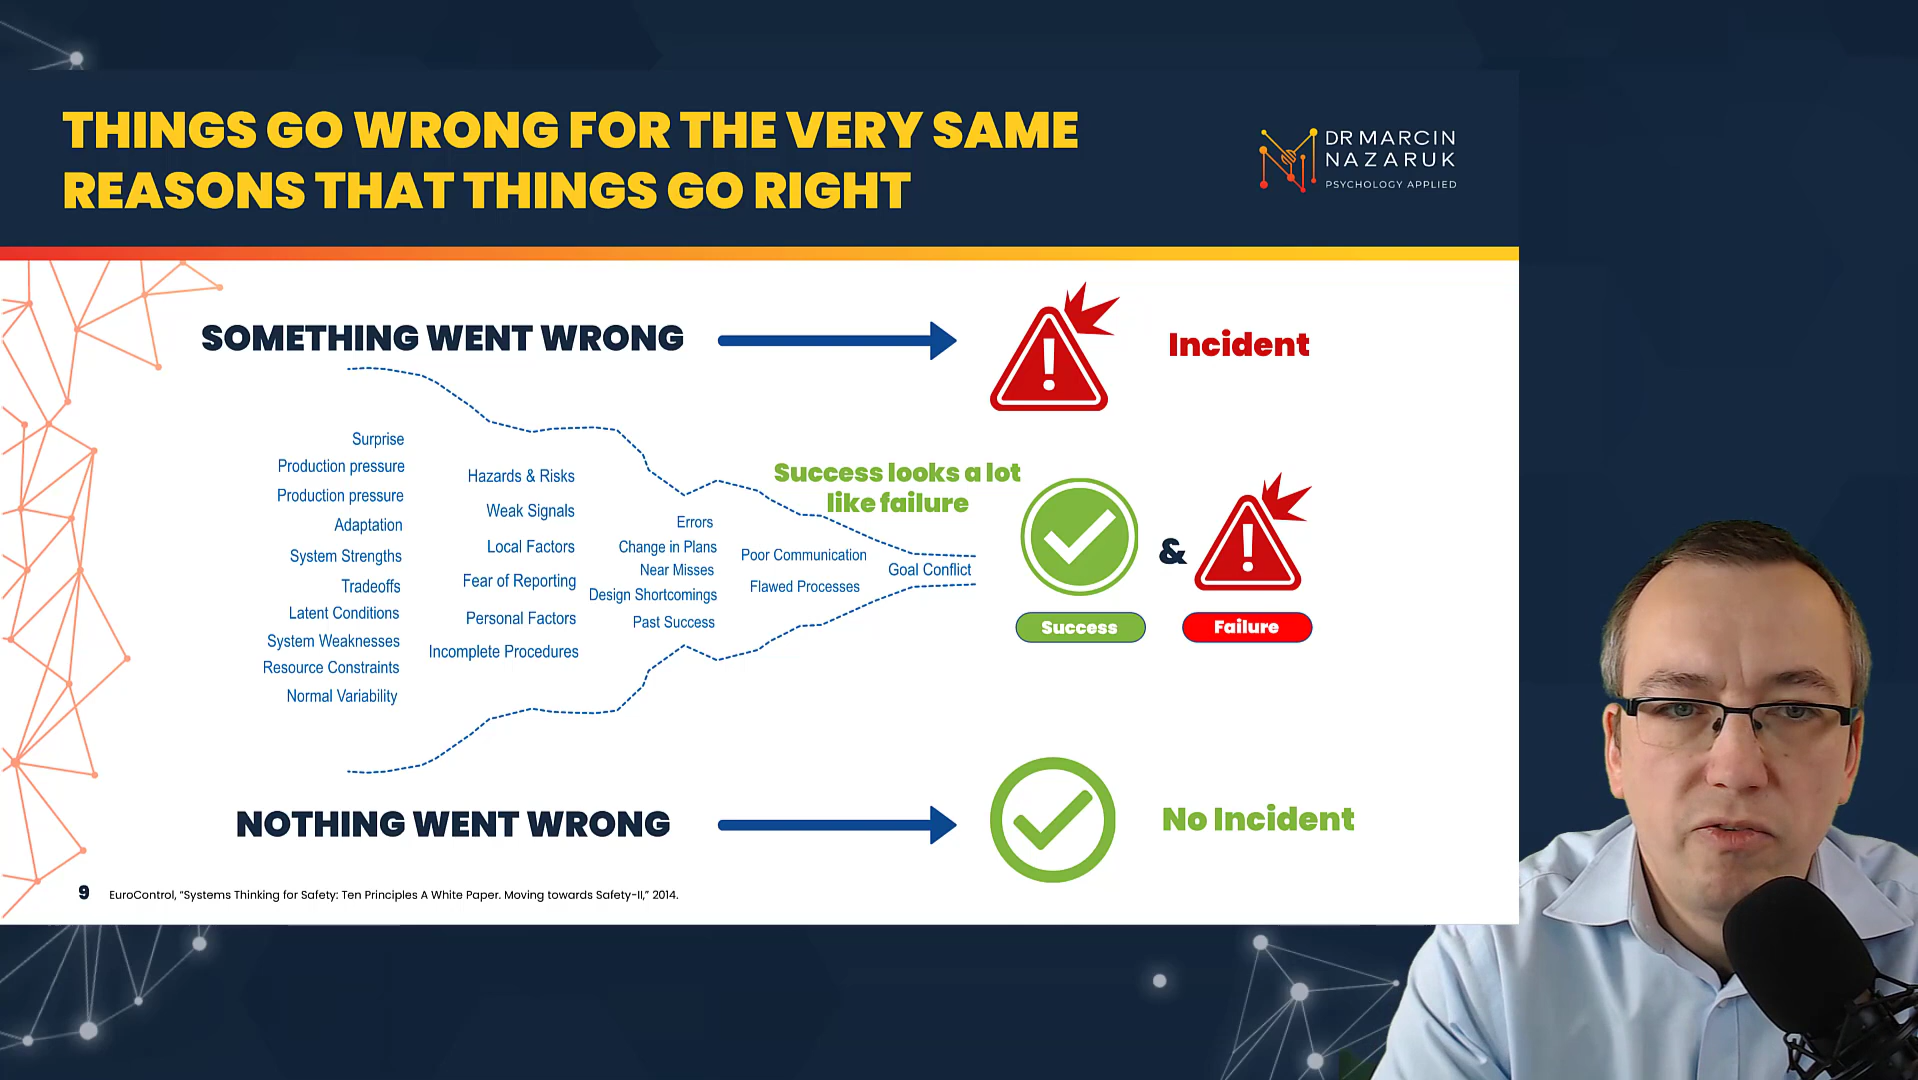 THINGS GO WRONG FOR THE VERY SAME
REASONS THAT THINGS GO RIGHT
DR MARCIN
NAZARUK
PSYCHOLOGY APPLIED
SOMETHING WENT WRONG
Incident
Surprise
Production pressure
Production pressure
Adaptation
System Strengths
Tradeoffs
Latent Conditions
System Weaknesses
Resource Constraints
Normal Variability
Hazards & Risks
Weak Signals
Local Factors
Fear of Reporting
Personal Factors
Incomplete Procedures
Errors
Change in Plans
Near Misses
Design Shortcomings
Past Success
Poor Communication
Flawed Processes
Goal Conflict
Success looks a lot
like failure
&
Success
Failure
NOTHING WENT WRONG
No Incident
9
EuroControl, "Systems Thinking for Safety: Ten Principles A White Paper. Moving towards Safety-II," 2014.